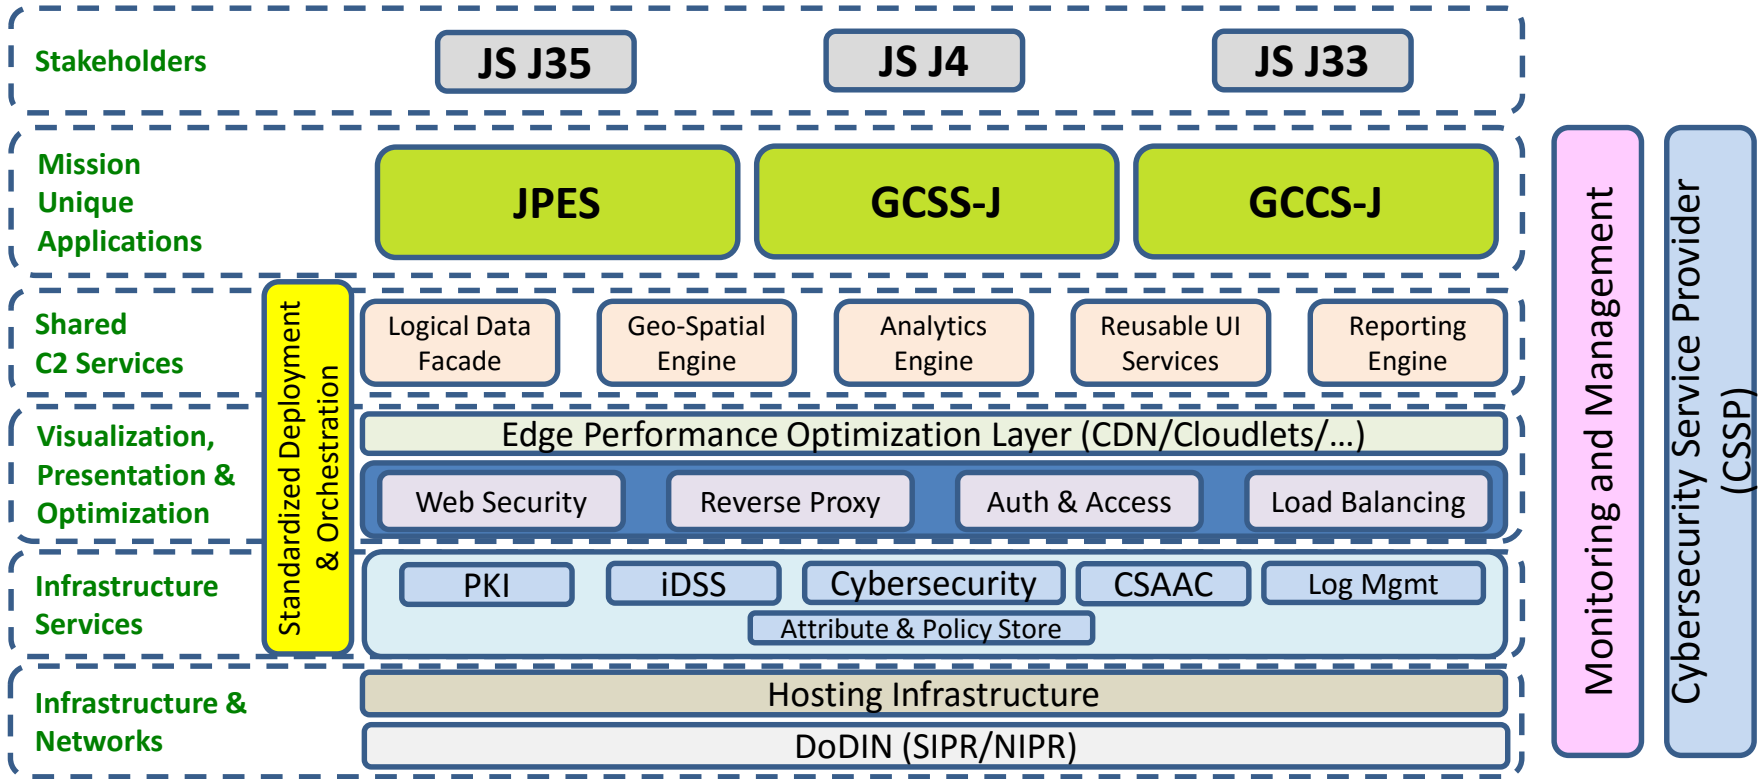 Stakeholders
JS J35
JS J4
JS J33
Mission
Unique
Applications
JPES
GCSS-J
GCCS-J
Shared
C2 Services
Logical Data
Facade
Geo-Spatial
Engine
Analytics
Engine
Reusable UI
Services
Reporting
Engine
Standardized Deployment
& Orchestration
Visualization,
Presentation &
Optimization
Edge Performance Optimization Layer (CDN/Cloudlets/…)
Web Security
Reverse Proxy
Auth & Access
Load Balancing
Infrastructure
Services
PKI
iDSS
Cybersecurity
CSAAC
Log Mgmt
Attribute & Policy Store
Infrastructure &
Networks
Hosting Infrastructure
DoDIN (SIPR/NIPR)
Monitoring and Management
Cybersecurity Service Provider
(CSSP)